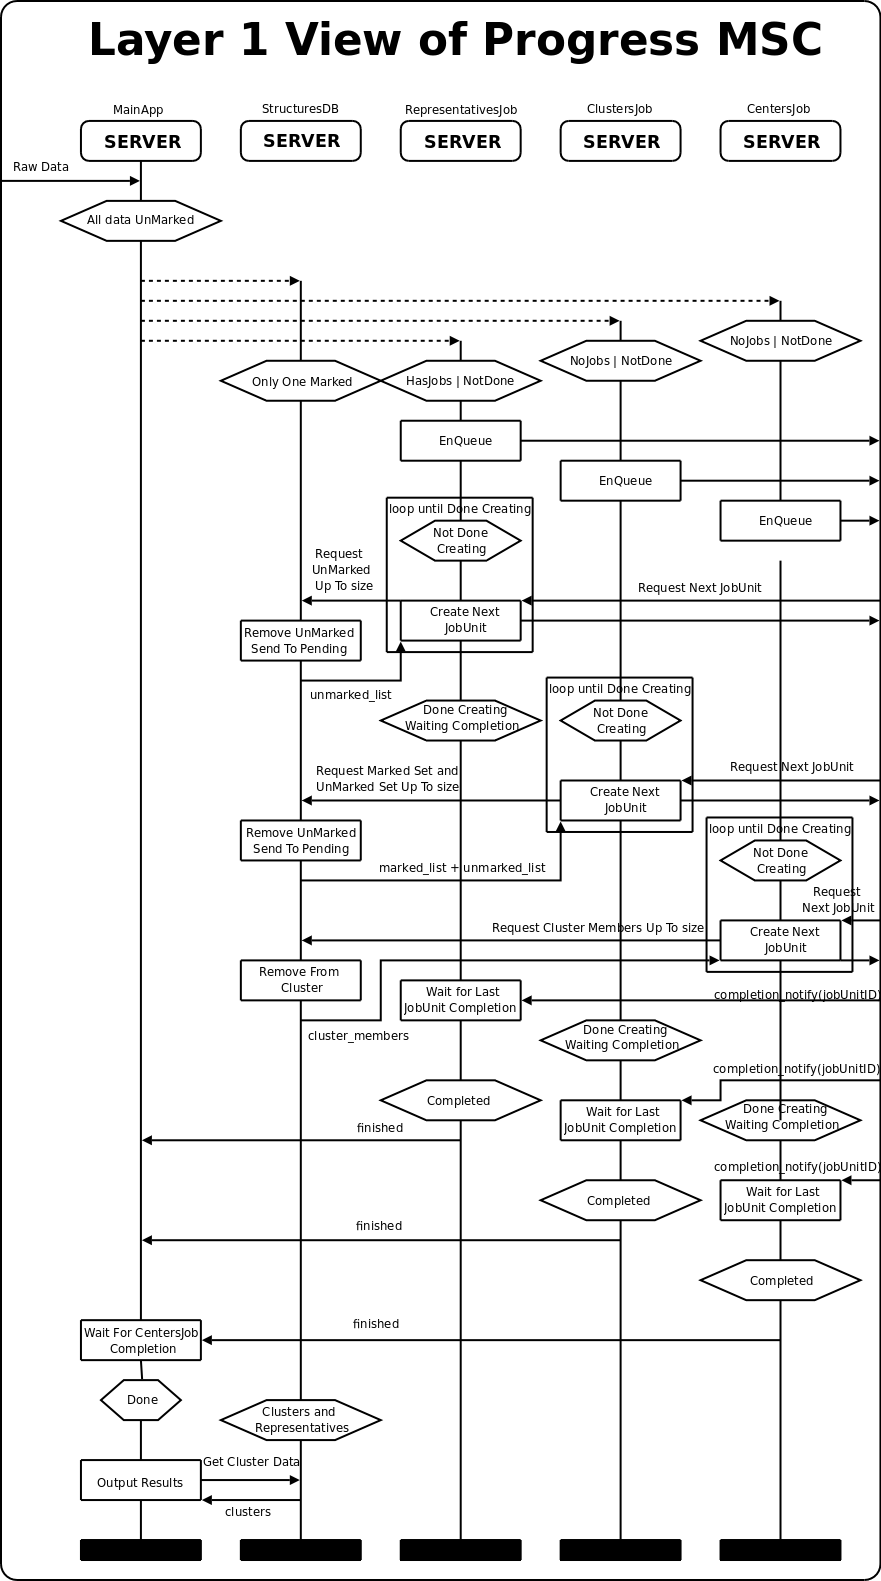 Layer 1 View of Progress MSC
MainApp
StructuresDB
RepresentativesJob
ClustersJob
CentersJob
SERVER
SERVER
SERVER
SERVER
SERVER
Raw Data
All data UnMarked
NoJobs | NotDone
NoJobs | NotDone
Only One Marked
HasJobs | NotDone
EnQueue
EnQueue
EnQueue
loop until Done Creating
Not Done
Creating
Request
UnMarked
Up To size
Request Next JobUnit
Create Next
JobUnit
Remove UnMarked
Send To Pending
unmarked_list
loop until Done Creating
Done Creating
Waiting Completion
Not Done
Creating
Request Marked Set and
UnMarked Set Up To size
Request Next JobUnit
Create Next
JobUnit
Remove UnMarked
Send To Pending
loop until Done Creating
Not Done
Creating
marked_list + unmarked_list
Request
Next JobUnit
Request Cluster Members Up To size
Create Next
JobUnit
Remove From
Cluster
Wait for Last
JobUnit Completion
completion_notify(jobUnitID)
cluster_members
Done Creating
Waiting Completion
completion_notify(jobUnitID)
Completed
Wait for Last
JobUnit Completion
Done Creating
Waiting Completion
finished
completion_notify(jobUnitID)
Completed
Wait for Last
JobUnit Completion
finished
Completed
finished
Wait For CentersJob
Completion
Done
Clusters and
Representatives
Get Cluster Data
Output Results
clusters